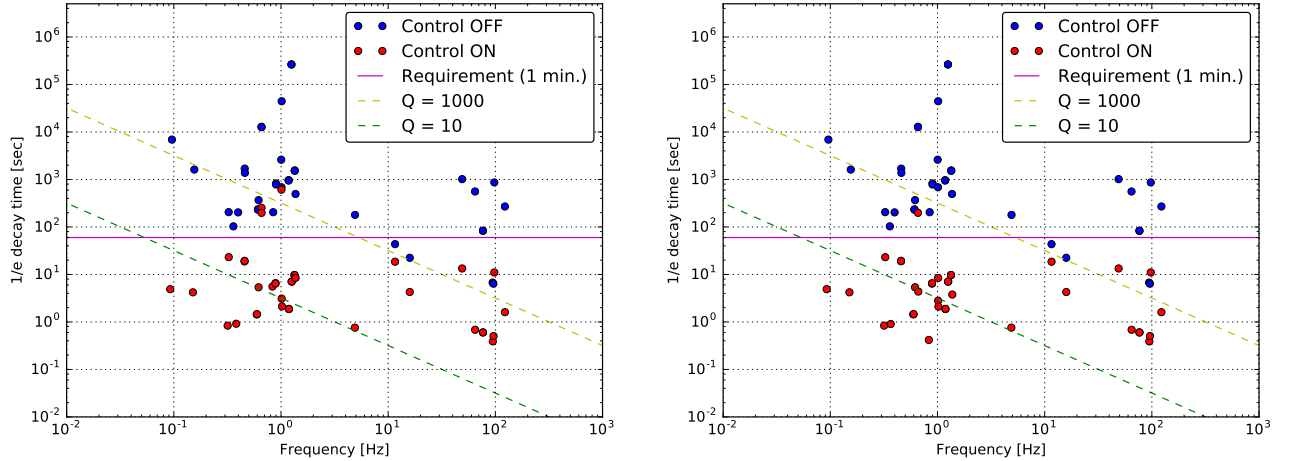 Control OFF
Control ON
Requirement (1 min.)
Q = 1000
Q = 10
1/e decay time [sec]
10^6
10^5
10^4
10^3
10^2
10^1
10^0
10^-1
10^-2
10^-2
10^-1
10^0
10^1
10^2
10^3
Frequency [Hz]
Control OFF
Control ON
Requirement (1 min.)
Q = 1000
Q = 10
1/e decay time [sec]
10^6
10^5
10^4
10^3
10^2
10^1
10^0
10^-1
10^-2
10^-2
10^-1
10^0
10^1
10^2
10^3
Frequency [Hz]